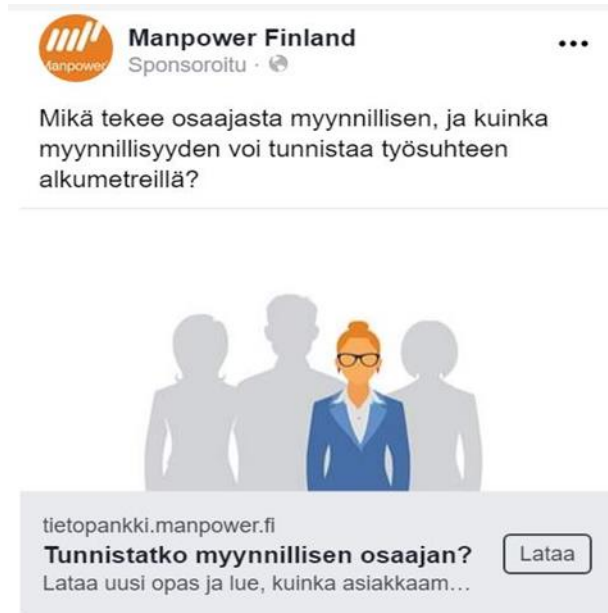 Manpower
Manpower Finland
Sponsoroitu ·
Mikä tekee osaajasta myynnillisen, ja kuinka
myynnillisyyden voi tunnistaa työsuhteen
alkumetreillä?
tietopankki.manpower.fi
Tunnistatko myynnillisen osaajan?
Lataa uusi opas ja lue, kuinka asiakkaam...
Lataa